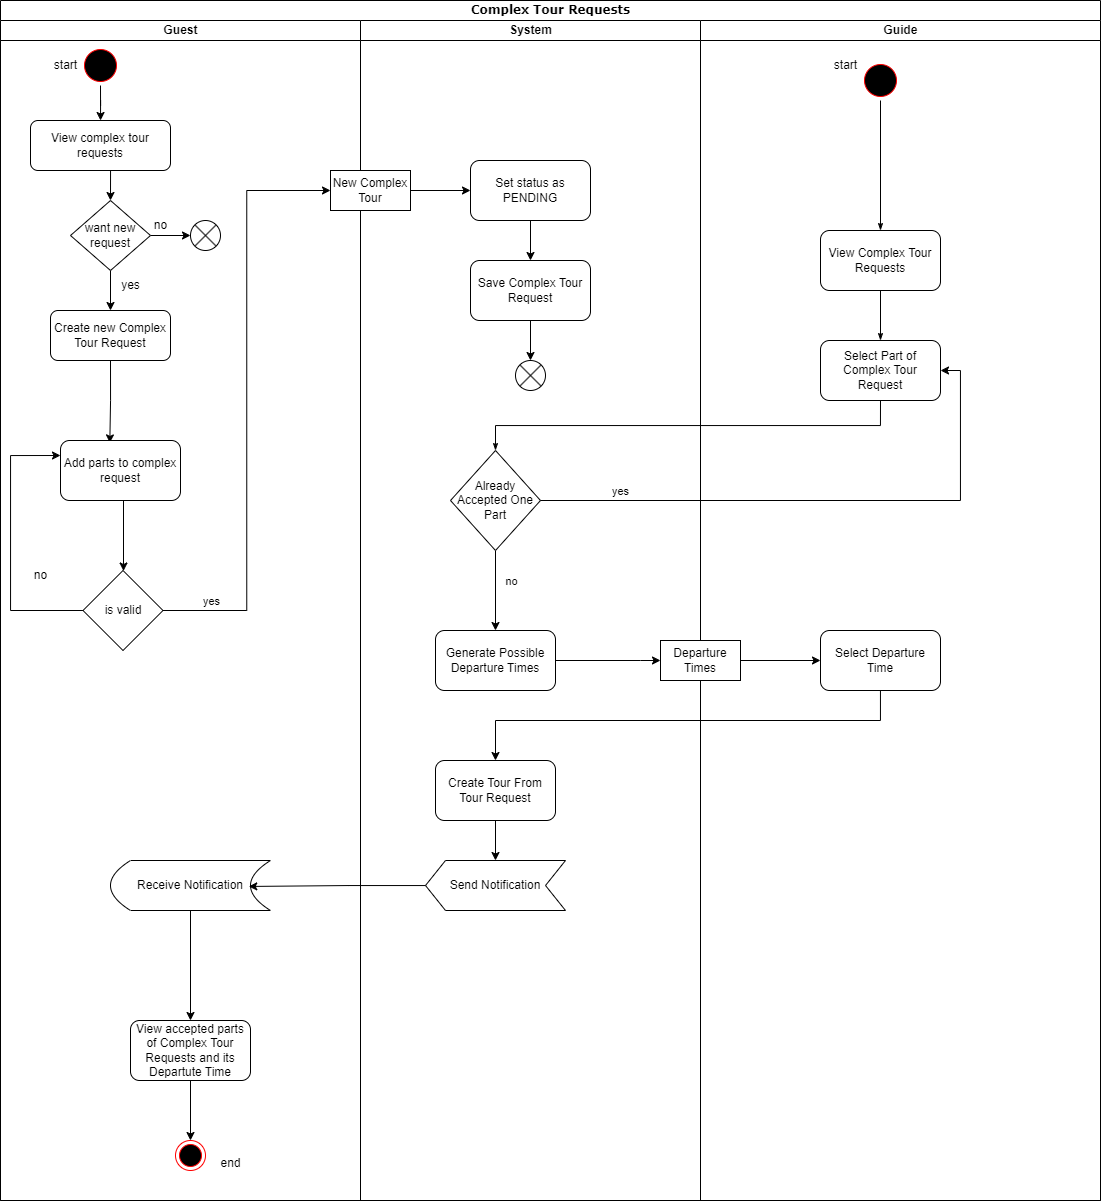 Complex Tour Requests
Guest
System
Guide
start
start
View complex tour
requests
New Complex
Tour
Set status as
PENDING
want new
request
no
View Complex Tour
Requests
yes
Save Complex Tour
Request
Create new Complex
Tour Request
Select Part of
Complex Tour
Request
Add parts to complex
request
Already
Accepted One
Part
yes
no
no
is valid
yes
Generate Possible
Departure Times
Departure
Times
Select Departure
Time
Create Tour From
Tour Request
Receive Notification
Send Notification
View accepted parts
of Complex Tour
Requests and its
Departute Time
end